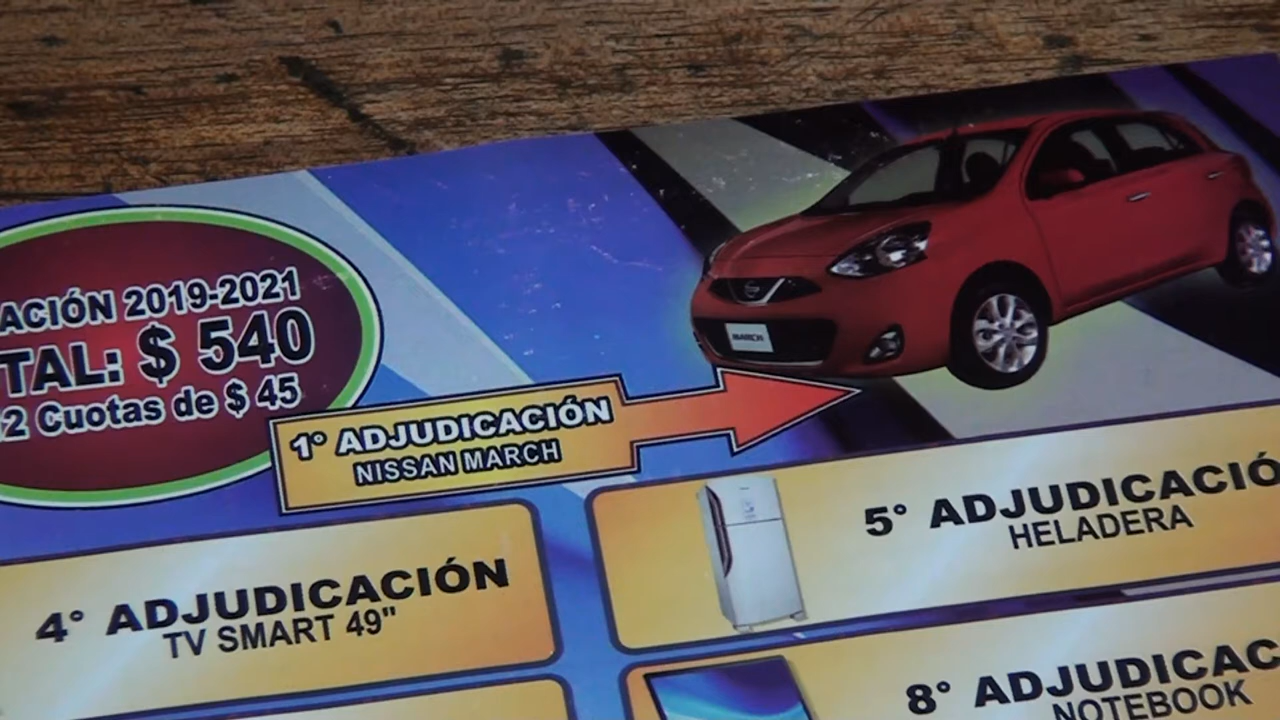 ACIÓN 2019-2021
TAL: $ 540
2 Cuotas de $ 45
1° ADJUDICACIÓN
NISSAN MARCH
MARCH
4° ADJUDICACIÓN
TV SMART 49"
5° ADJUDICACIÓ
HELADERA
8° ADJUDICAC
NOTEBOOK